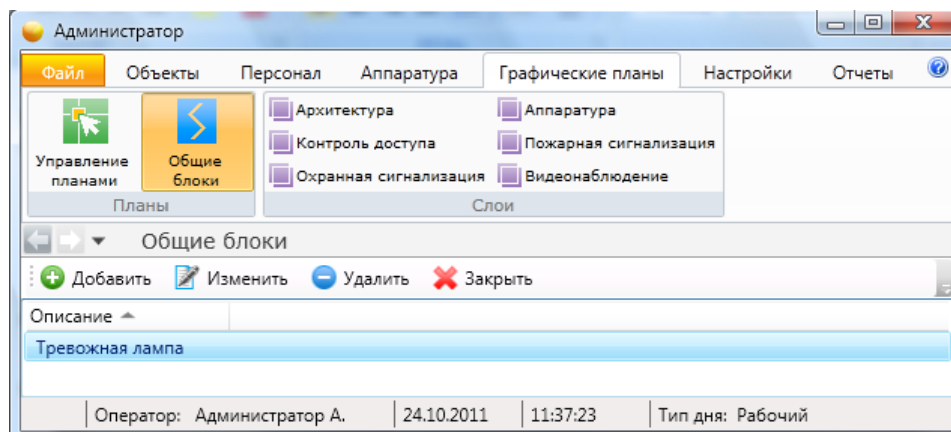 Администратор
Файл Объекты Персонал Аппаратура Графические планы Настройки Отчеты
Архитектура Аппаратура
Управление планами Общие блоки Контроль доступа Пожарная сигнализация
Охранная сигнализация Видеонаблюдение
Планы Слои
Общие блоки
Добавить Изменить Удалить Закрыть
Описание
Тревожная лампа
Оператор: Администратор А. 24.10.2011 11:37:23 Тип дня: Рабочий